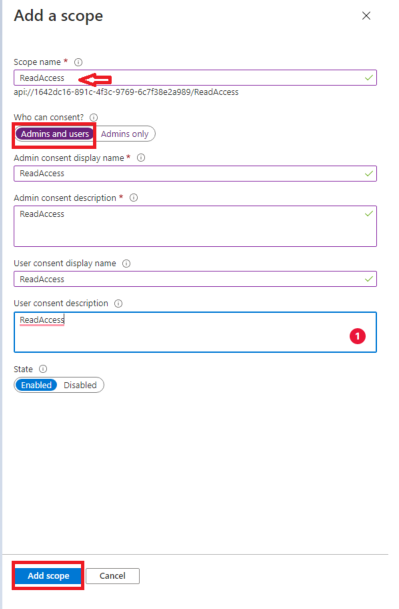 Add a scope
Scope name *
ReadAccess
api://1642dc16-891c-4f3c-9769-6c7f38e2a989/ReadAccess
Who can consent?
Admins and users Admins only
Admin consent display name *
ReadAccess
Admin consent description *
ReadAccess
User consent display name
ReadAccess
User consent description
ReadAccess
1
State
Enabled Disabled
Add scope Cancel